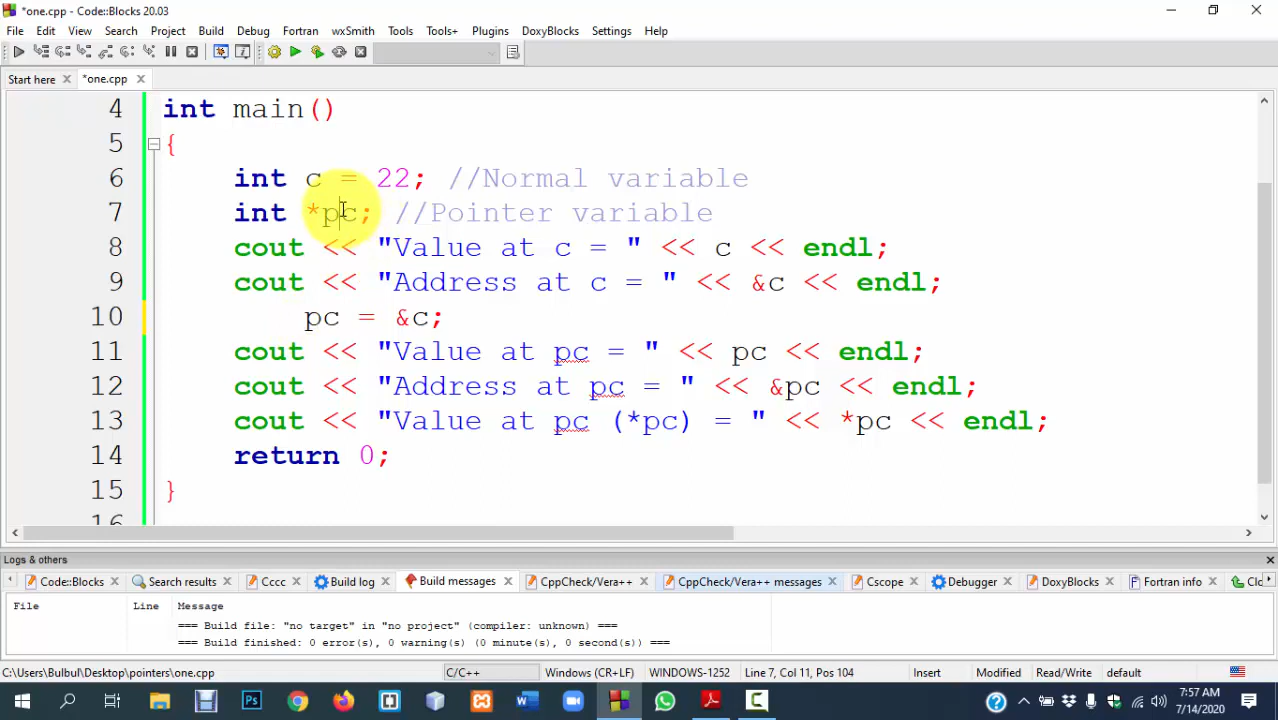 *one.cpp - Code::Blocks 20.03
File Edit View Search Project Build Debug Fortran wxSmith Tools Tools+ Plugins DoxyBlocks Settings Help
Start here *one.cpp
4 int main()
5 {
6 int c = 22; //Normal variable
7 int *pc; //Pointer variable
8 cout << "Value at c = " << c << endl;
9 cout << "Address at c = " << &c << endl;
10 pc = &c;
11 cout << "Value at pc = " << pc << endl;
12 cout << "Address at pc = " << &pc << endl;
13 cout << "Value at pc (*pc) = " << *pc << endl;
14 return 0;
15 }
16
Logs & others
Code::Blocks Search results Cccc Build log Build messages CppCheck/Vera++ CppCheck/Vera++ messages Cscope Debugger DoxyBlocks Fortran info Clo
File Line Message
=== Build file: "no target" in "no project" (compiler: unknown) ===
=== Build finished: 0 error(s), 0 warning(s) (0 minute(s), 0 second(s)) ===
C:\Users\Bulbul\Desktop\pointers\one.cpp C/C++ Windows (CR+LF) WINDOWS-1252 Line 7, Col 11, Pos 104 Insert Modified Read/Write default
7:57 AM
7/14/2020